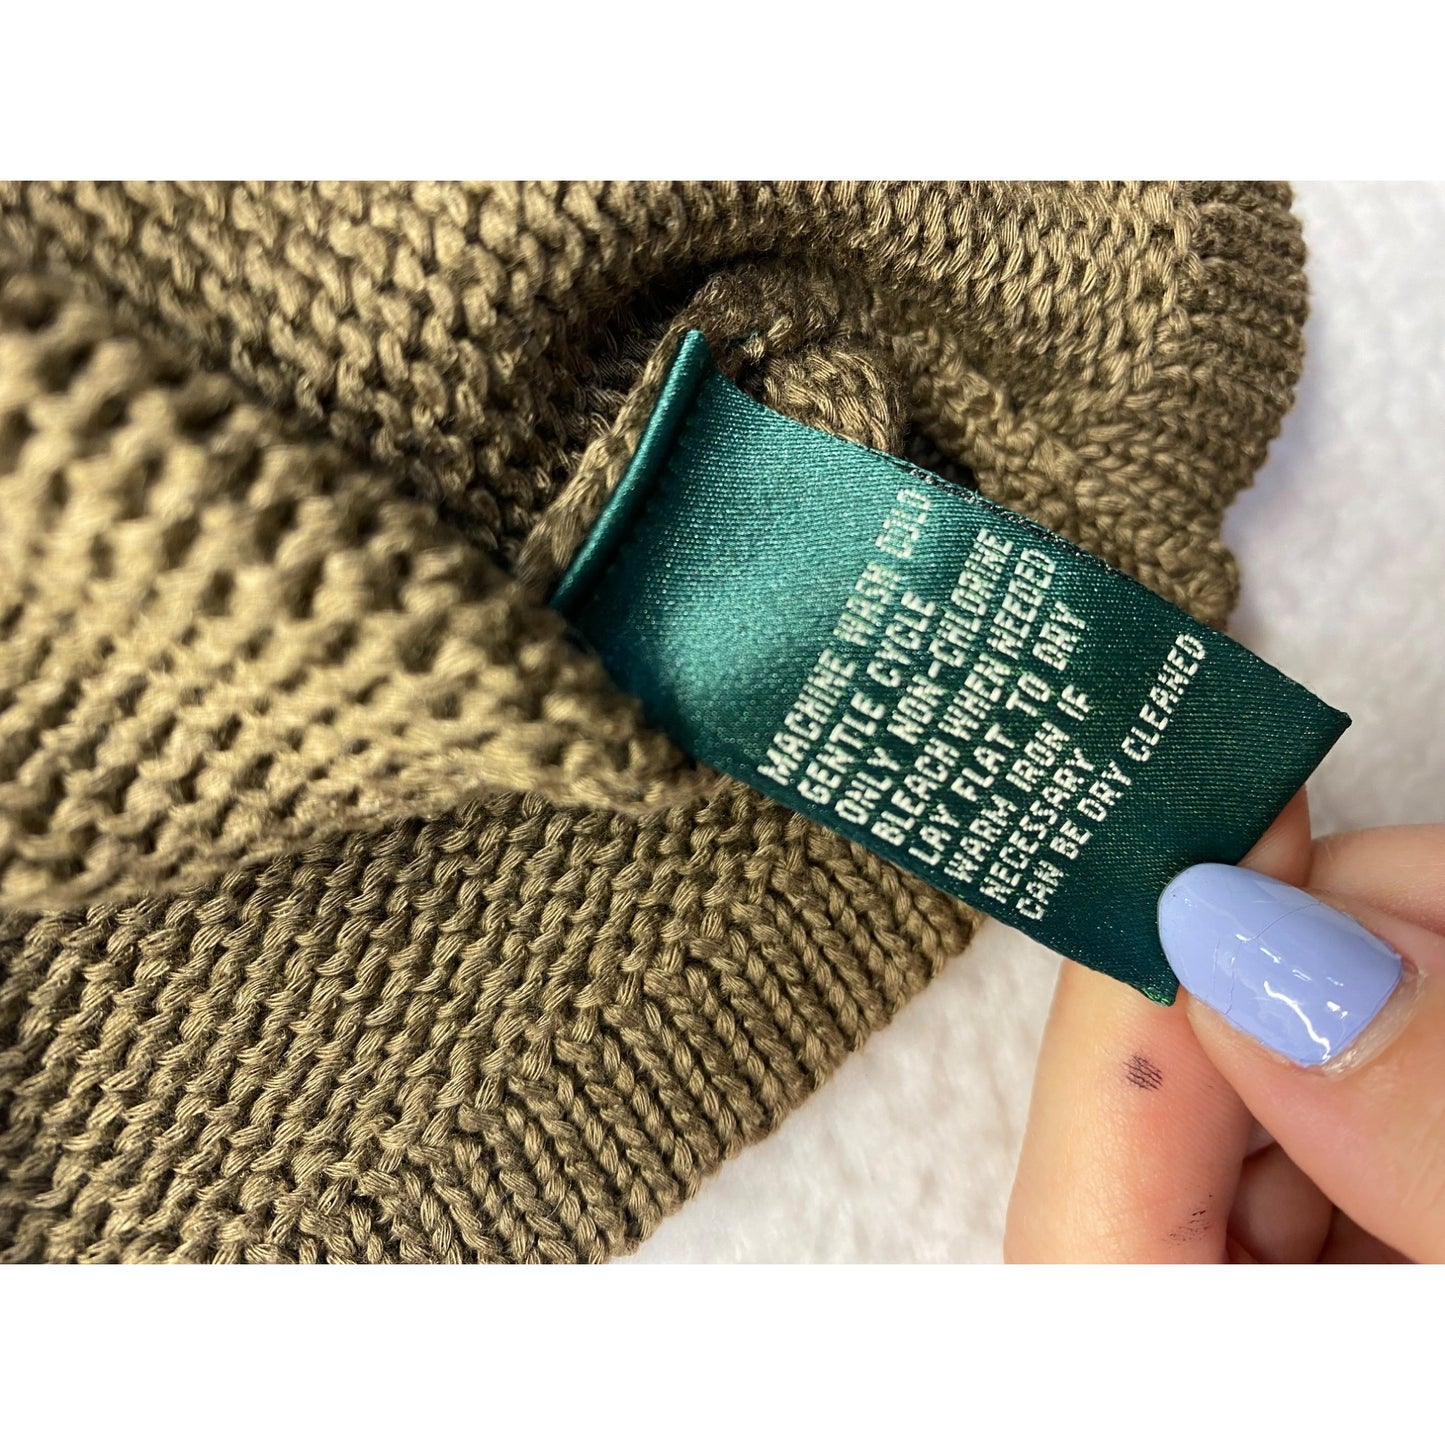 MACHINE WASH COLD
GENTLE CYCLE
ONLY NON-CHLORINE
BLEACH WHEN NEEDED
LAY FLAT TO DRY
WARM IRON IF
NECESSARY
CAN BE DRY CLEANED